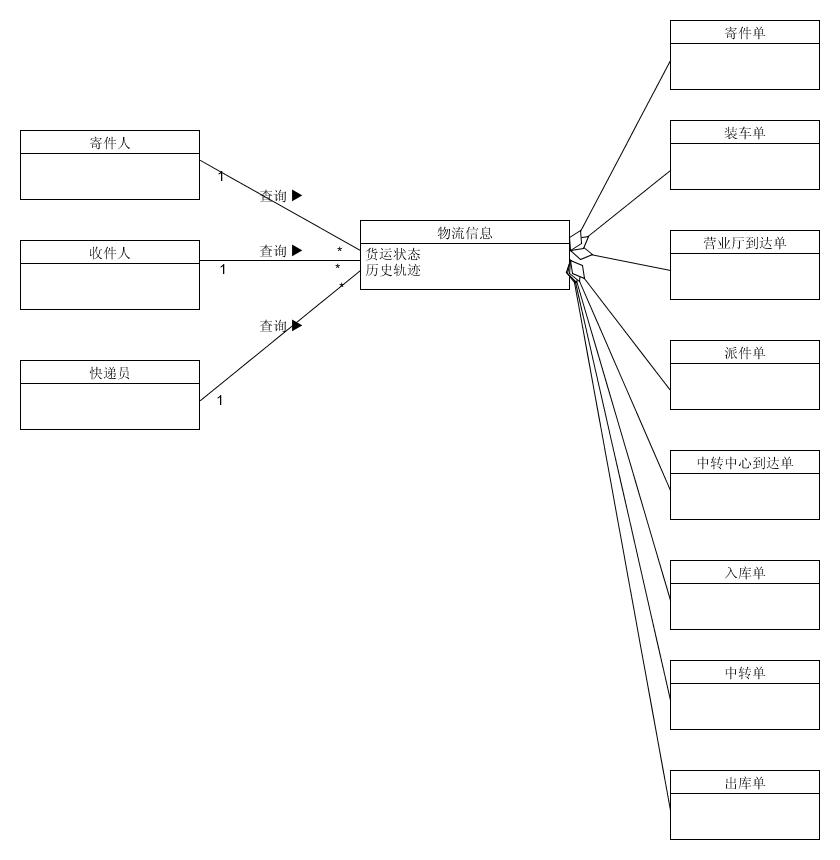 寄件人
1
查询 ▶
收件人
1
查询 ▶
快递员
1
查询 ▶
*
*
*
物流信息
货运状态
历史轨迹
寄件单
装车单
营业厅到达单
派件单
中转中心到达单
入库单
中转单
出库单